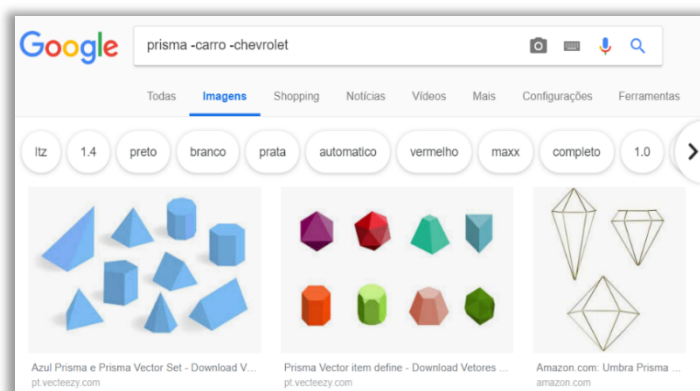 Google prisma -carro -chevrolet
Todas Imagens Shopping Notícias Vídeos Mais Configurações Ferramentas
ltz 1.4 preto branco prata automatico vermelho maxx completo 1.0
Azul Prisma e Prisma Vector Set - Download V... Prisma Vector item define - Download Vetores ... Amazon.com: Umbra Prisma ...
pt.vecteezy.com pt.vecteezy.com amazon.com